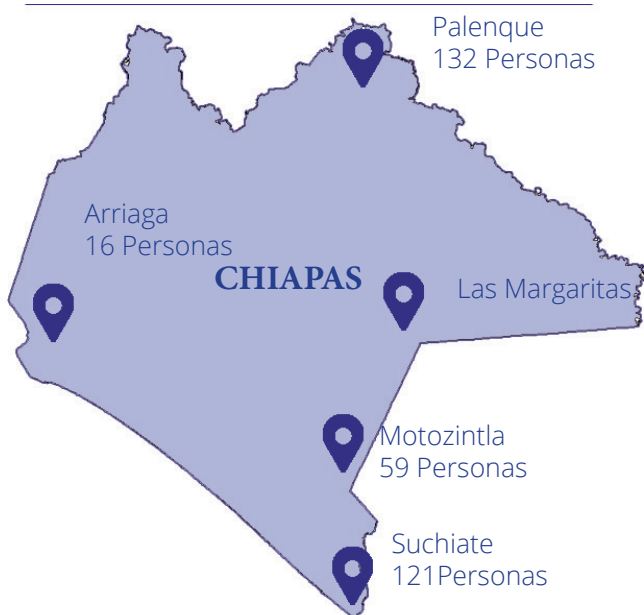 Palenque
132 Personas
Arriaga
16 Personas
CHIAPAS
Las Margaritas
Motozintla
59 Personas
Suchiate
121Personas